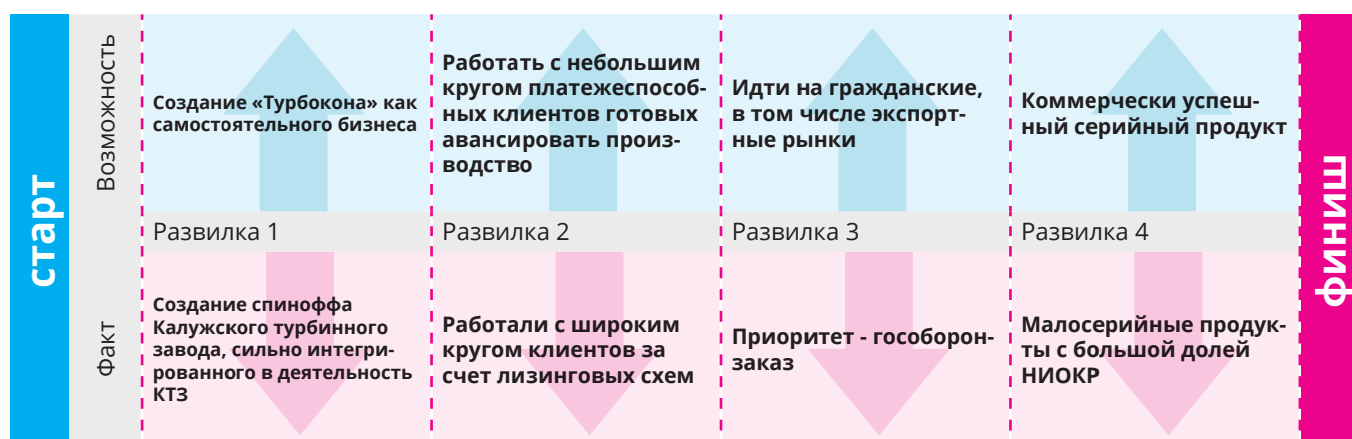 старт
Возможность
Создание «Турбокона» как
самостоятельного бизнеса
Работать с небольшим
кругом платежеспособ-
ных клиентов готовых
авансировать произ-
водство
Идти на гражданские,
в том числе экспорт-
ные рынки
Коммерчески успеш-
ный серийный продукт
Развилка 1
Развилка 2
Развилка 3
Развилка 4
Факт
Создание спиноффа
Калужского турбинного
завода, сильно интегри-
рованного в деятельность
КТЗ
Работали с широким
кругом клиентов за
счет лизинговых схем
Приоритет - гособорон-
заказ
Малосерийные продук-
ты с большой долей
НИОКР
финиш